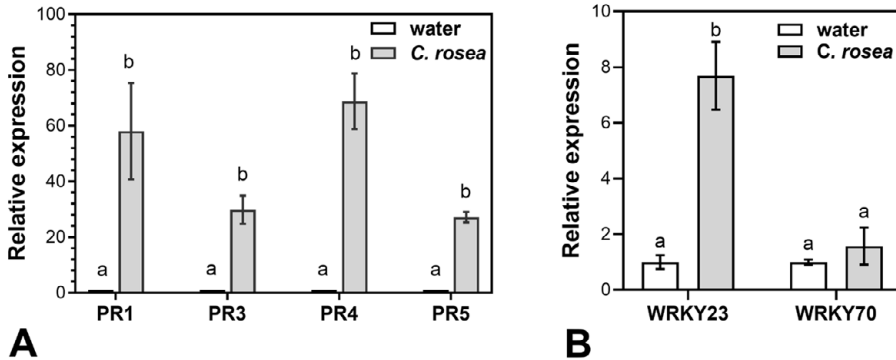 100
80
60
40
20
0
Relative expression
water
C. rosea
a b a b a b a b
PR1 PR3 PR4 PR5
A
10
8
6
4
2
0
Relative expression
water
C. rosea
a b a a
WRKY23 WRKY70
B